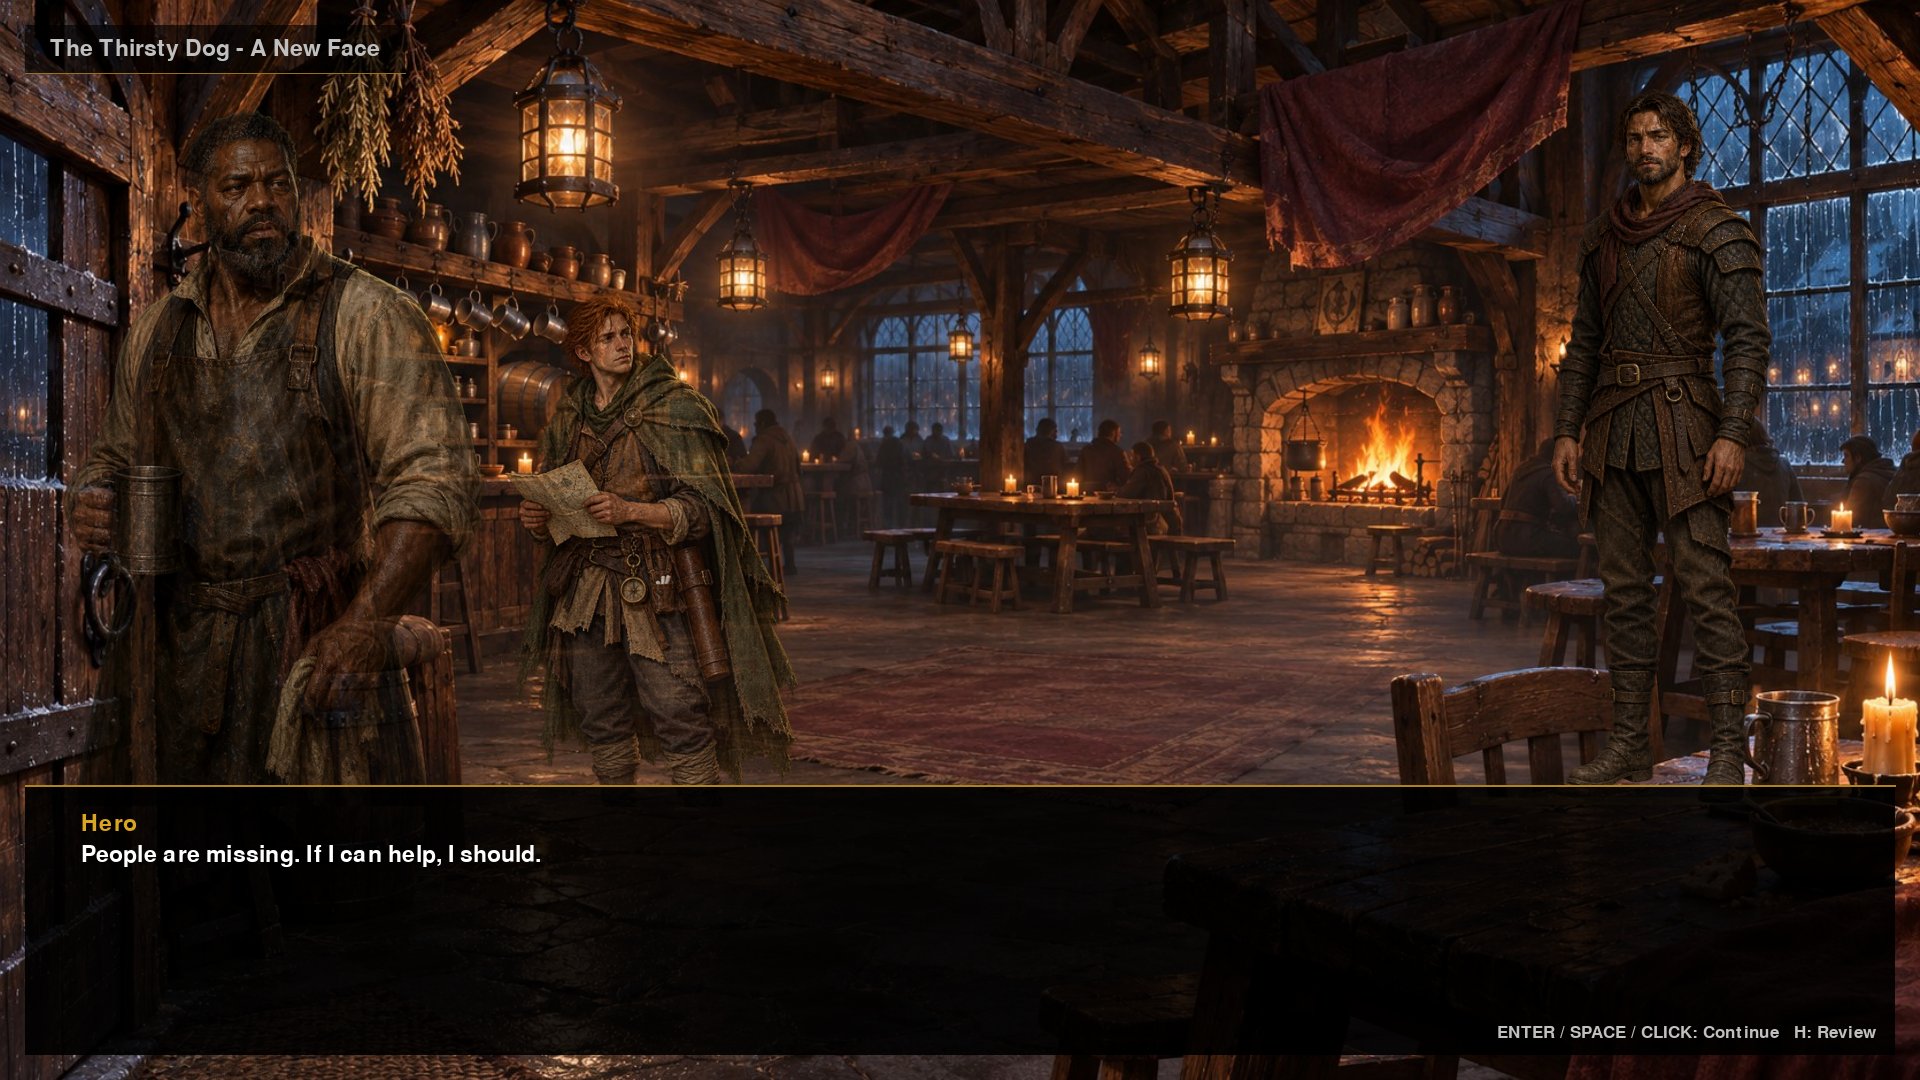 The Thirsty Dog - A New Face
Hero
People are missing. If I can help, I should.
ENTER / SPACE / CLICK: Continue H: Review